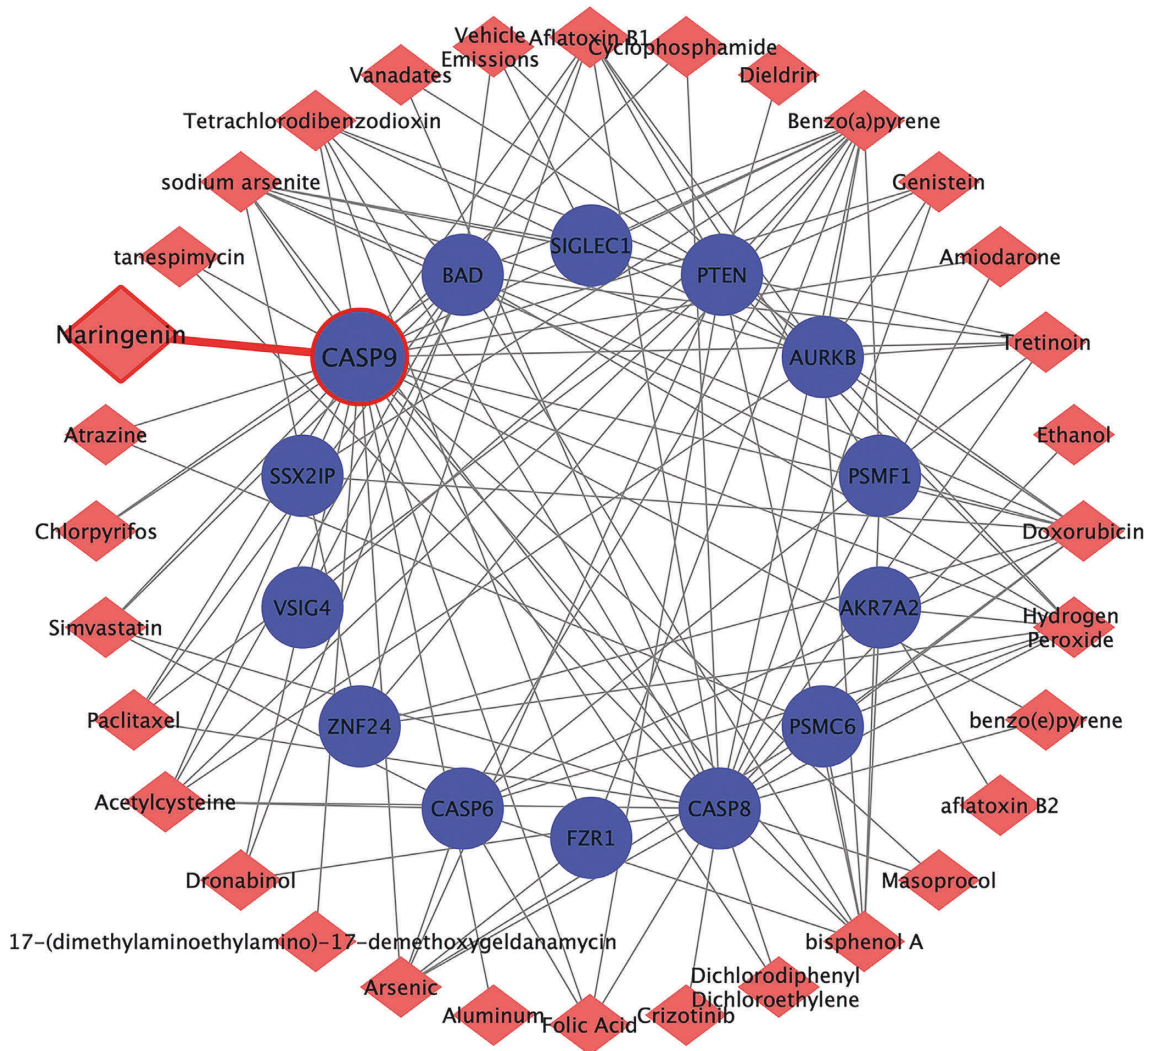 Vehicle
Emissions
Aflatoxin B1
Cyclophosphamide
Vanadates
Dieldrin
Tetrachlorodibenzodioxin
Benzo(a)pyrene
sodium arsenite
Genistein
tanespimycin
BAD
SIGLEC1
PTEN
Amiodarone
Naringenin
CASP9
AURKB
Tretinoin
Atrazine
Ethanol
SSX2IP
PSMF1
Chlorpyrifos
Doxorubicin
VSIG4
AKR7A2
Simvastatin
Hydrogen
Peroxide
Paclitaxel
ZNF24
PSMC6
benzo(e)pyrene
Acetylcysteine
CASP6
FZR1
CASP8
aflatoxin B2
Dronabinol
Masoprocol
17-(dimethylaminoethylamino)-17-demethoxygeldanamycin
bisphenol A
Arsenic
Dichlorodiphenyl
Dichloroethylene
Aluminum
Folic Acid
Crizotinib